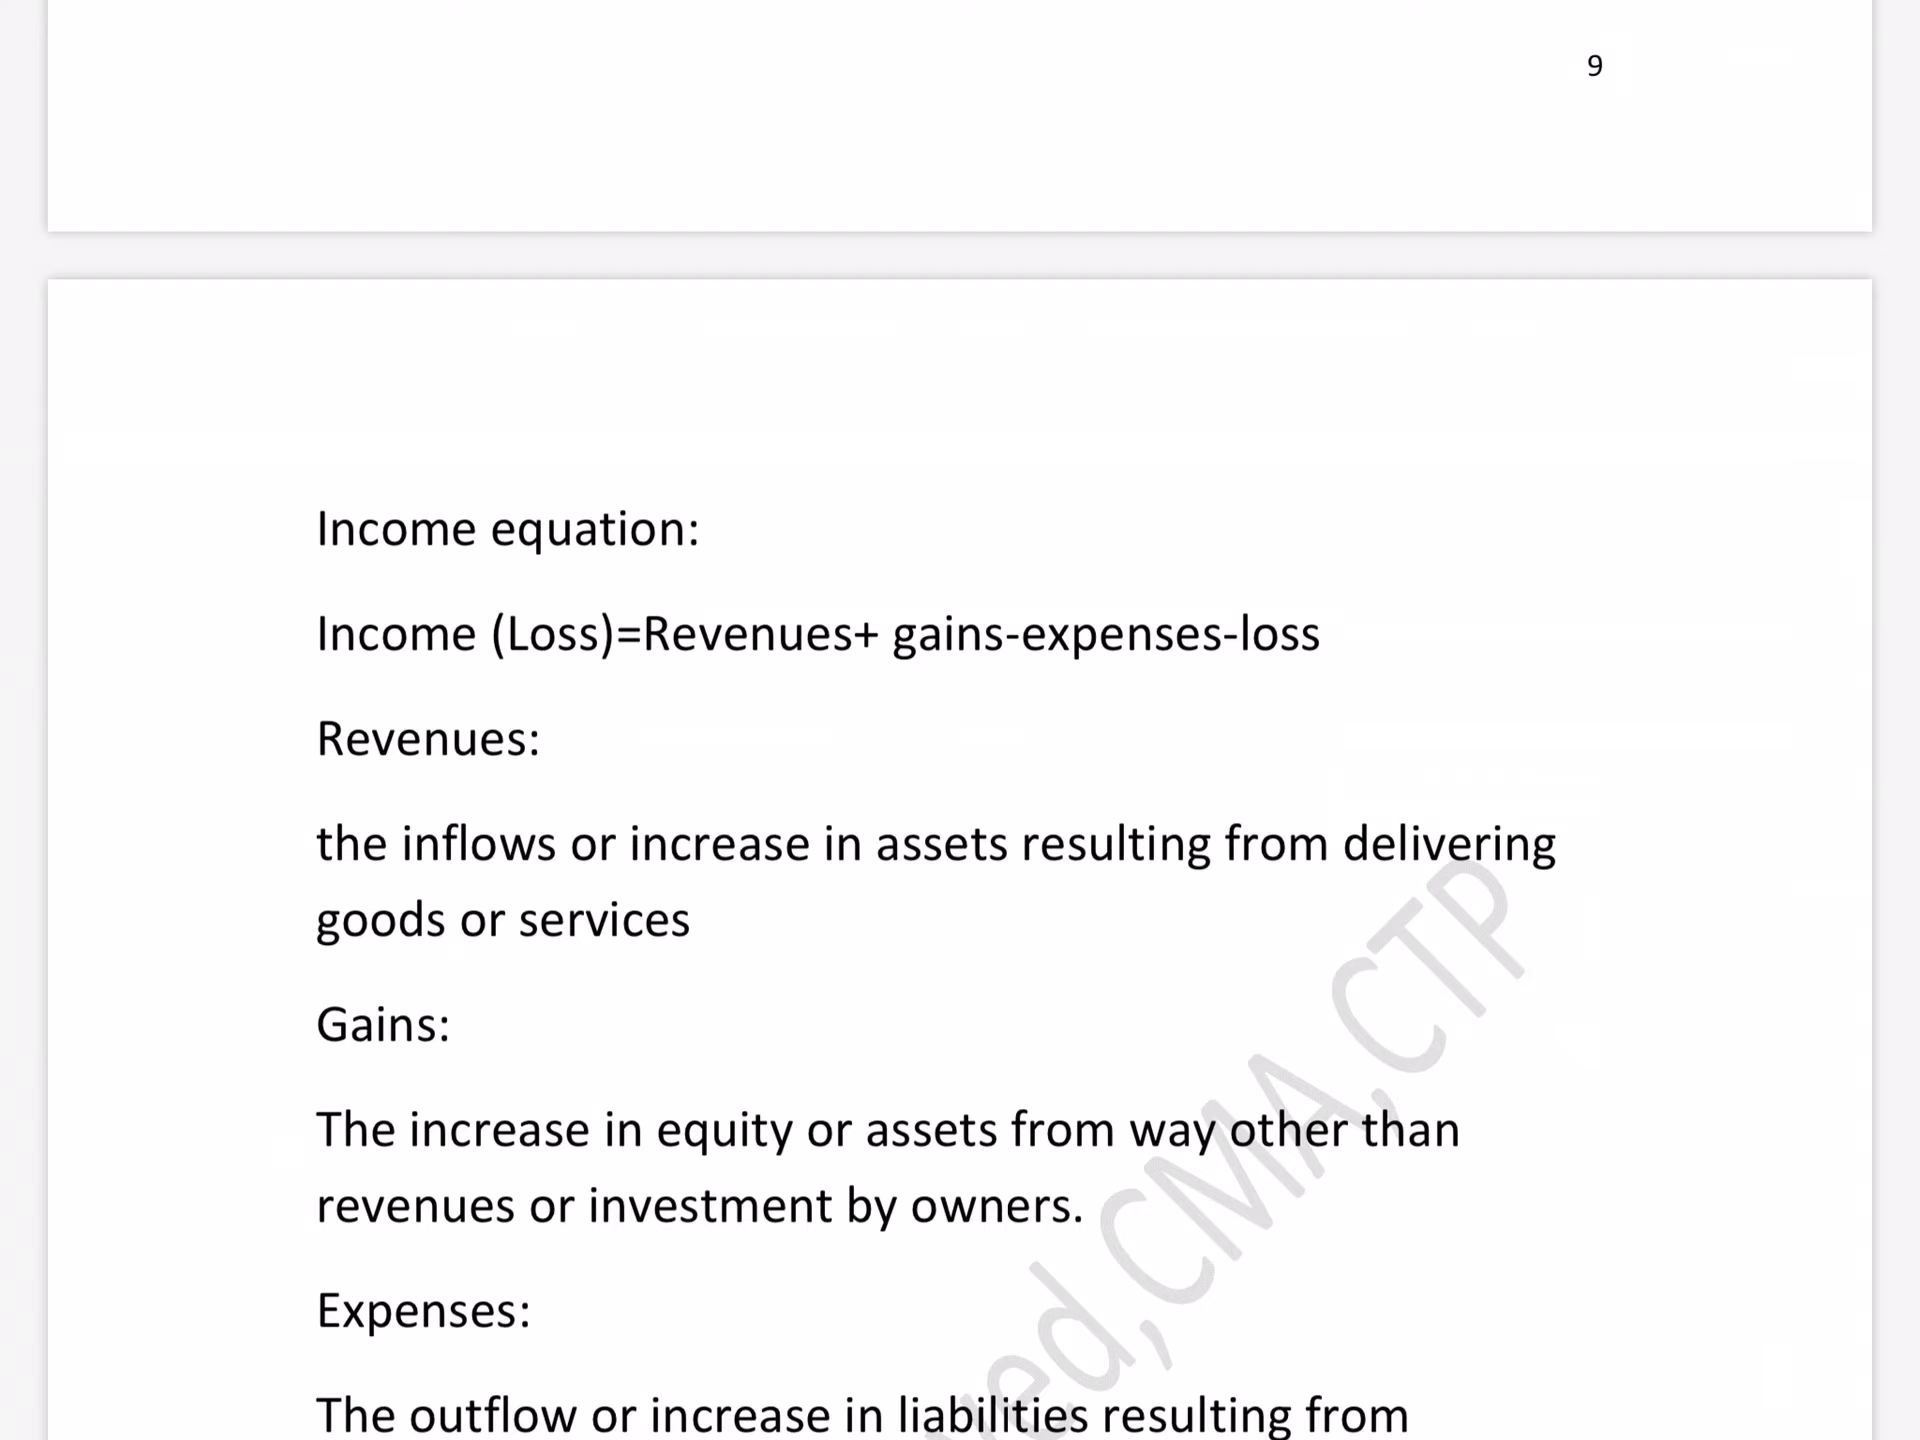 9
Income equation:
Income (Loss)=Revenues+ gains-expenses-loss
Revenues:
the inflows or increase in assets resulting from delivering
goods or services
Gains:
The increase in equity or assets from way other than
revenues or investment by owners.
Expenses:
The outflow or increase in liabilities resulting from
,CMA,CTP